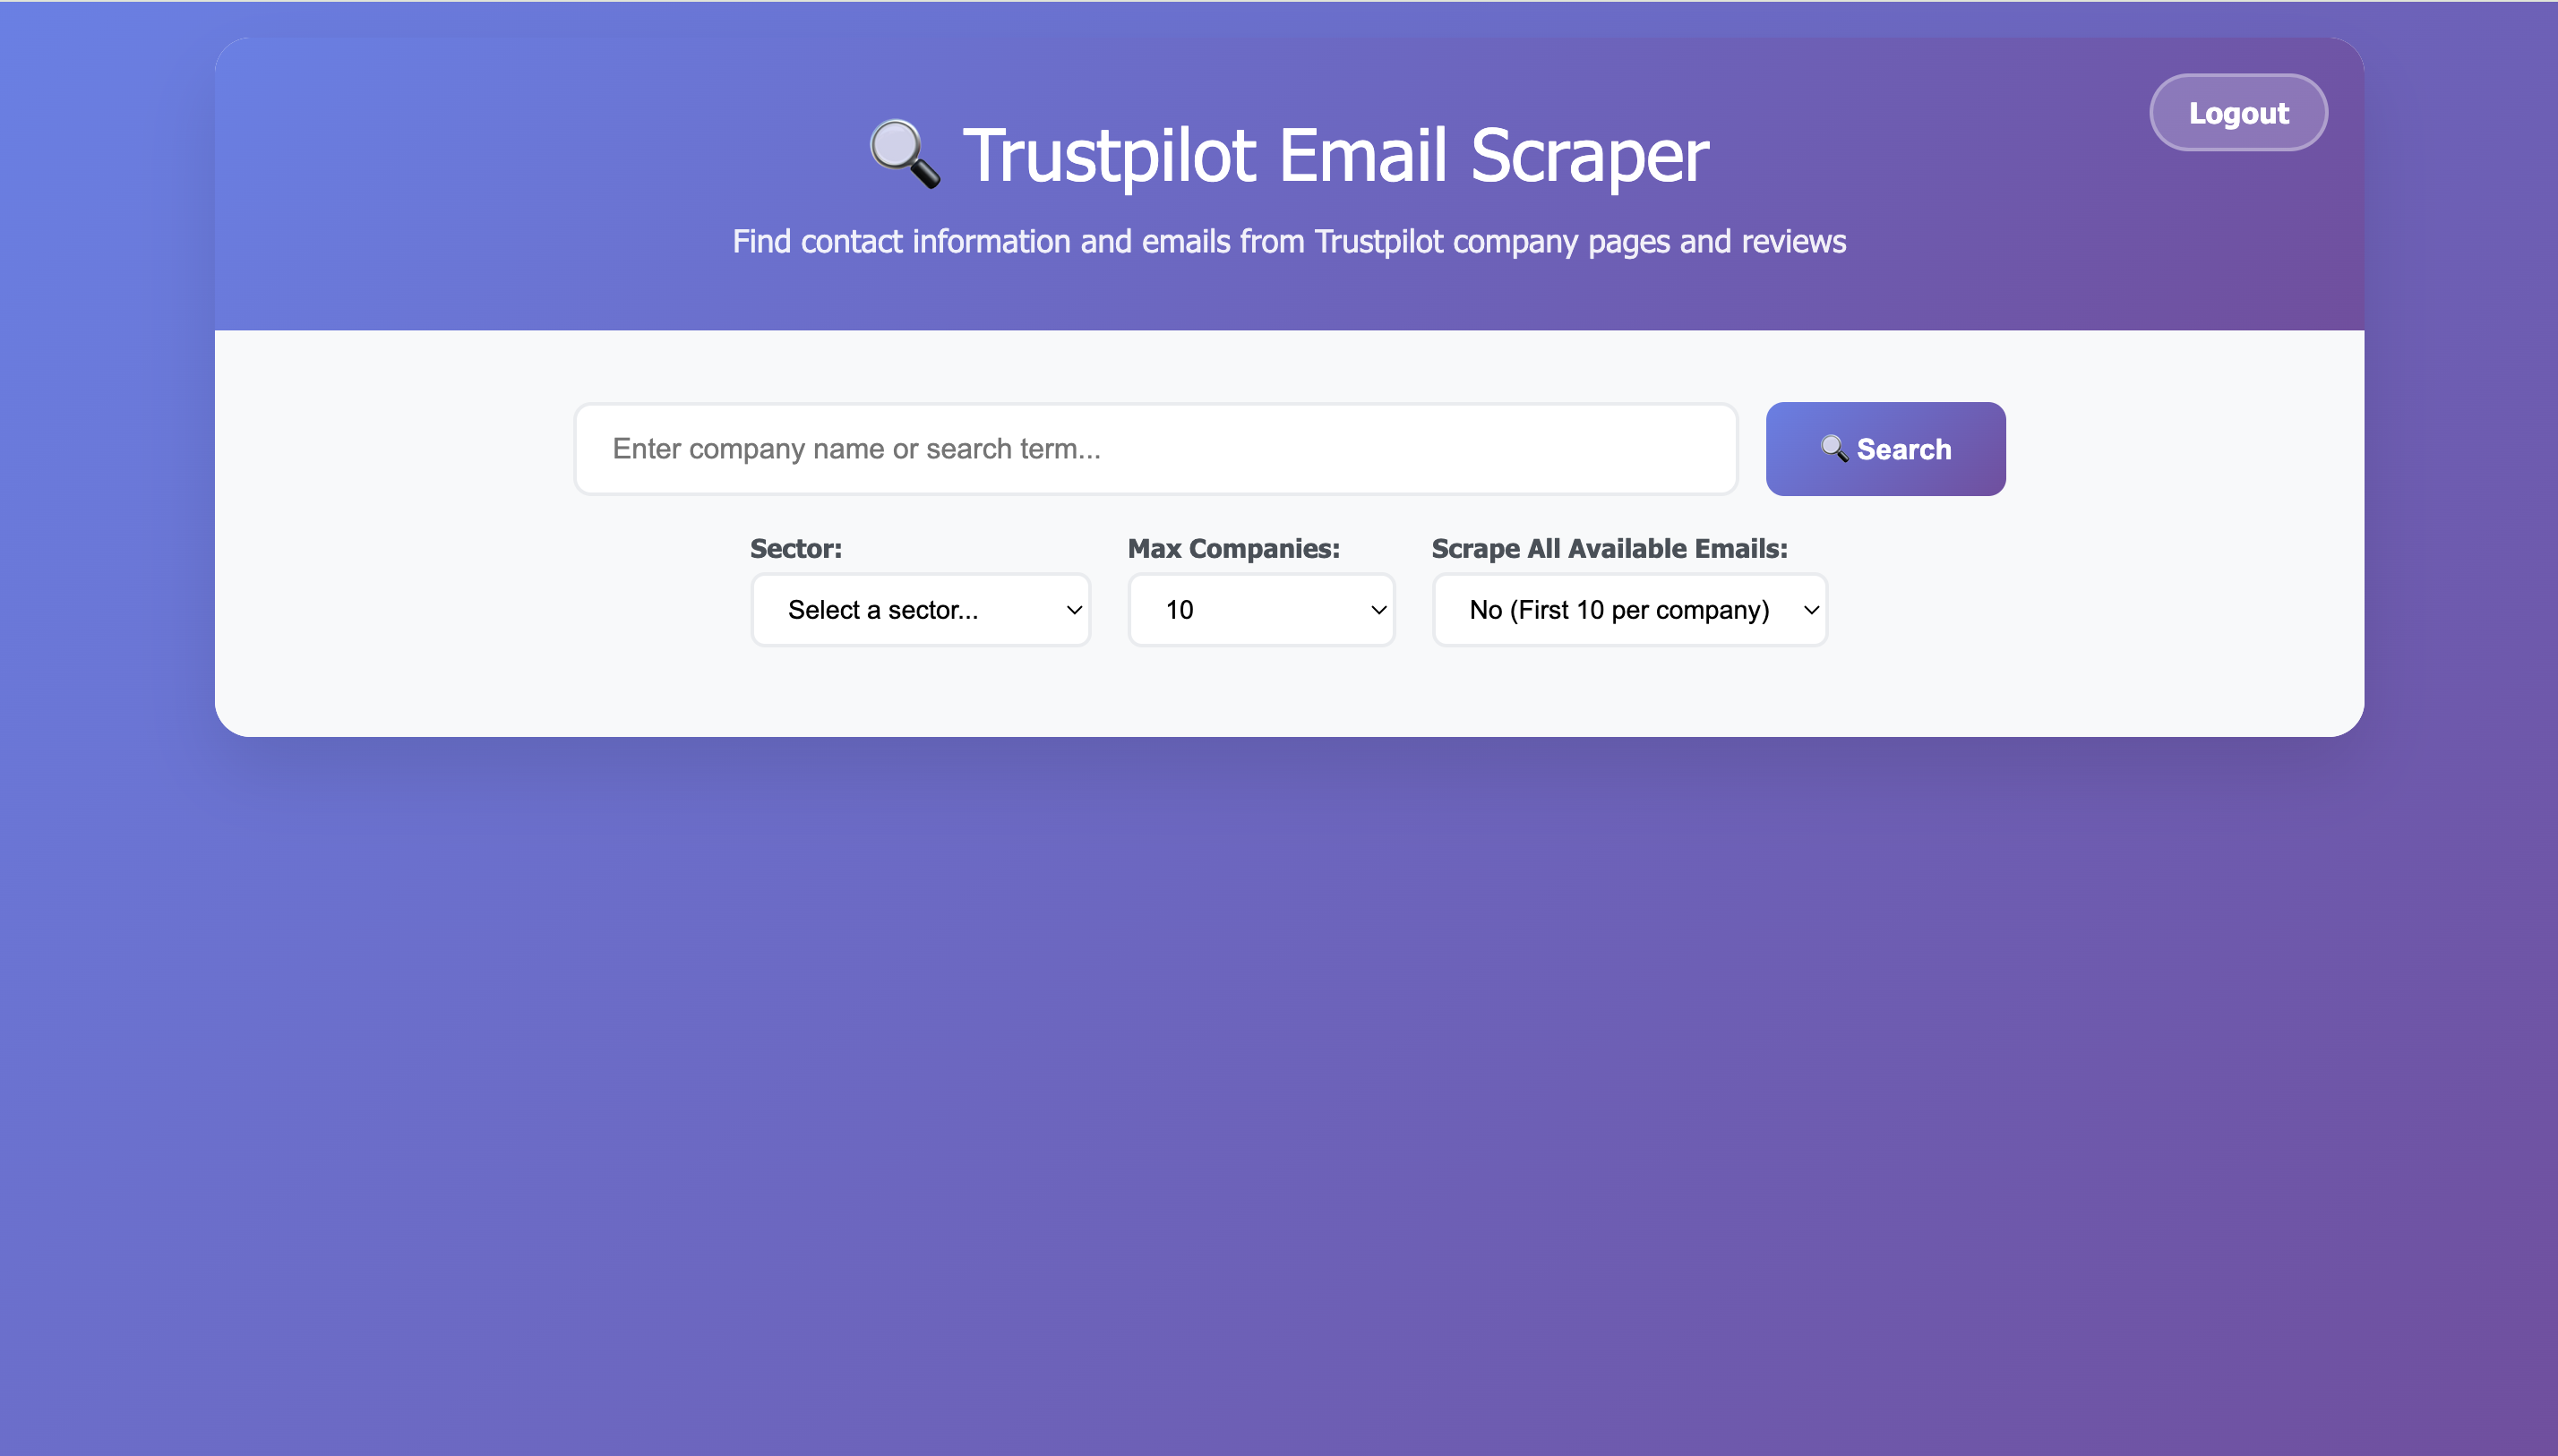 Logout
🔍 Trustpilot Email Scraper
Find contact information and emails from Trustpilot company pages and reviews
Enter company name or search term...
🔍 Search
Sector:
Select a sector...
Max Companies:
10
Scrape All Available Emails:
No (First 10 per company)